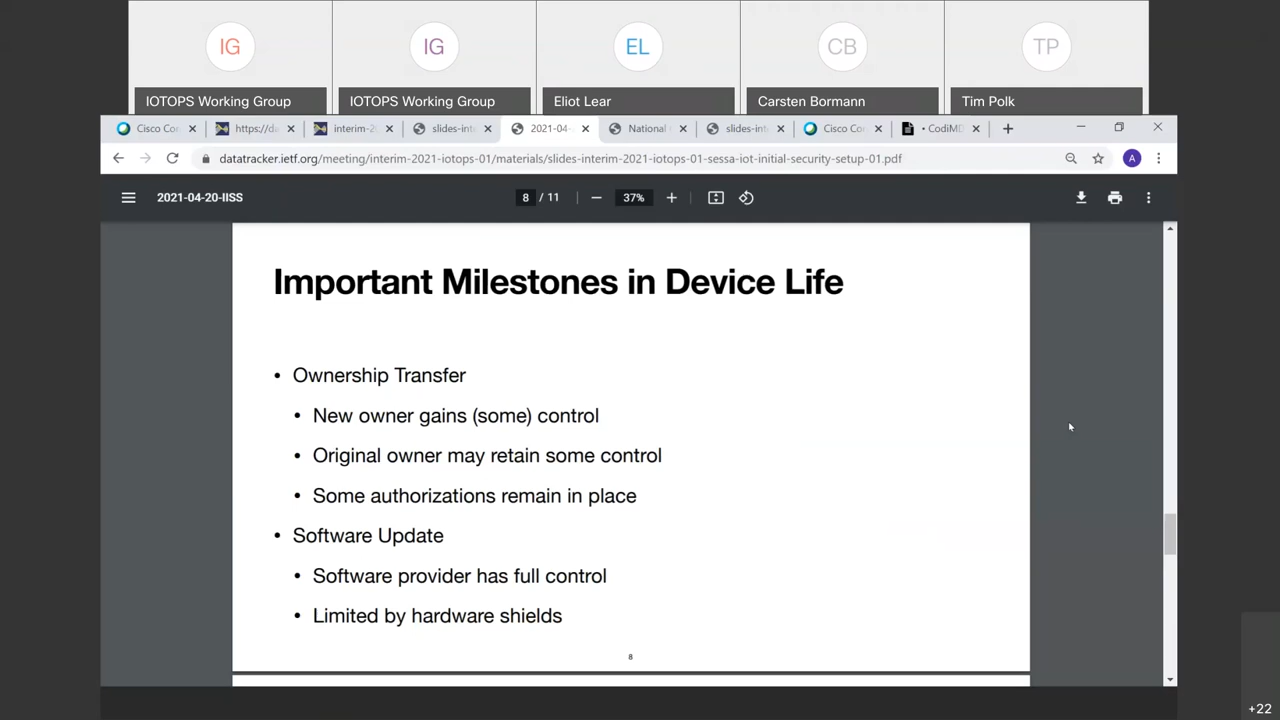 IG
IG
EL
CB
TP
IOTOPS Working Group
IOTOPS Working Group
Eliot Lear
Carsten Bormann
Tim Polk
Cisco Co
https://da
interim-20
slides-int
2021-04-
National
slides-int
Cisco Co
• CodiMD
datatracker.ietf.org/meeting/interim-2021-iotops-01/materials/slides-interim-2021-iotops-01-sessa-iot-initial-security-setup-01.pdf
A
2021-04-20-IISS
8 / 11
37%
Important Milestones in Device Life
• Ownership Transfer
• New owner gains (some) control
• Original owner may retain some control
• Some authorizations remain in place
• Software Update
• Software provider has full control
• Limited by hardware shields
8
+22